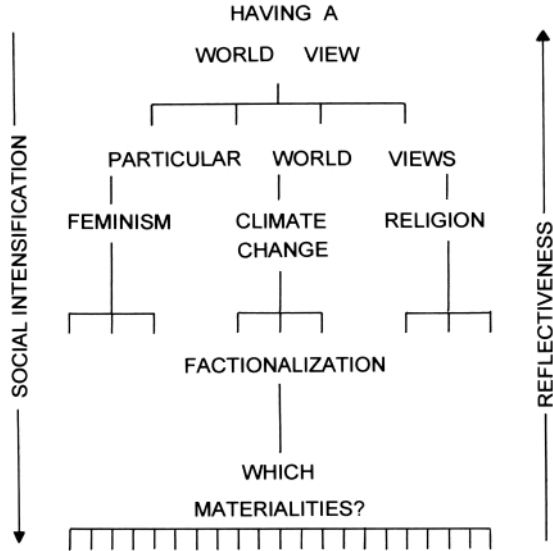 HAVING A
WORLD VIEW
PARTICULAR WORLD VIEWS
FEMINISM CLIMATE CHANGE RELIGION
FACTIONALIZATION
WHICH
MATERIALITIES?
SOCIAL INTENSIFICATION
REFLECTIVENESS